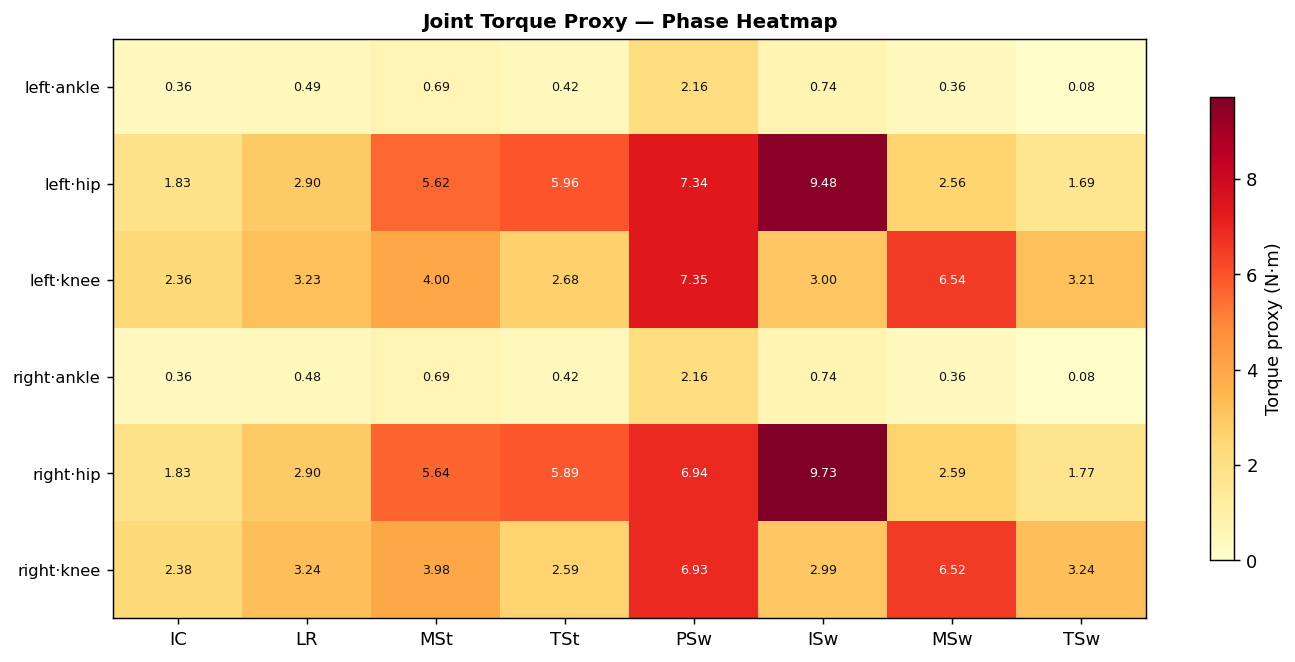 Joint Torque Proxy — Phase Heatmap
left·ankle 0.36 0.49 0.69 0.42 2.16 0.74 0.36 0.08
left·hip 1.83 2.90 5.62 5.96 7.34 9.48 2.56 1.69
left·knee 2.36 3.23 4.00 2.68 7.35 3.00 6.54 3.21
right·ankle 0.36 0.48 0.69 0.42 2.16 0.74 0.36 0.08
right·hip 1.83 2.90 5.64 5.89 6.94 9.73 2.59 1.77
right·knee 2.38 3.24 3.98 2.59 6.93 2.99 6.52 3.24
IC LR MSt TSt PSw ISw MSw TSw
8
6
4
2
0
Torque proxy (N·m)